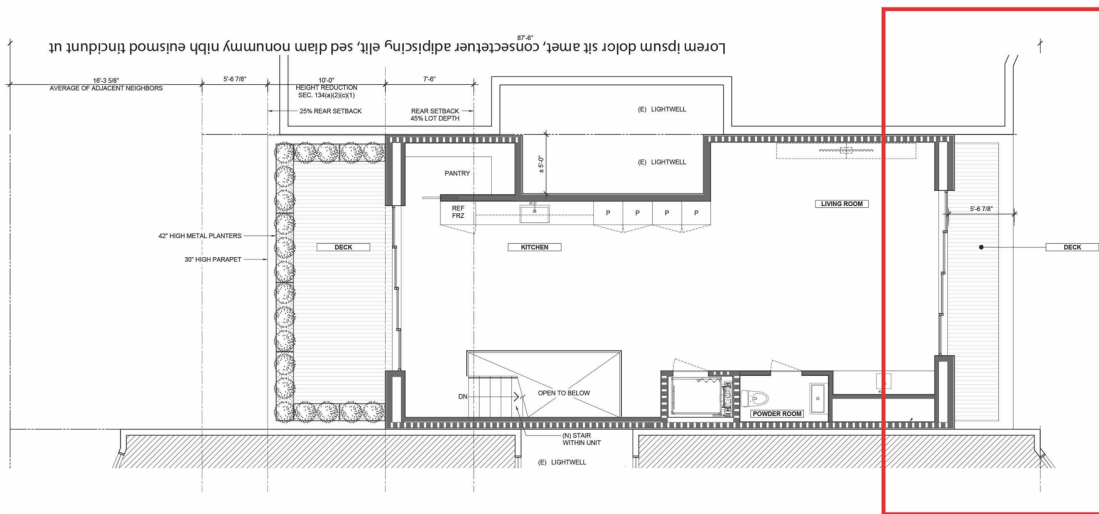 87'-6"
Lorem ipsum dolor sit amet, consectetuer adipiscing elit, sed diam nonummy nibh euismod tincidunt ut
16'-3 5/8"
AVERAGE OF ADJACENT NEIGHBORS
5'-6 7/8"
10'-0"
HEIGHT REDUCTION
SEC. 134(a)(2)(c)(1)
7'-6"
25% REAR SETBACK
REAR SETBACK
45% LOT DEPTH
(E) LIGHTWELL
(E) LIGHTWELL
± 5'-0"
PANTRY
REF
FRZ
P
P
P
P
LIVING ROOM
5'-6 7/8"
42" HIGH METAL PLANTERS
30" HIGH PARAPET
DECK
KITCHEN
DECK
DN
OPEN TO BELOW
POWDER ROOM
(N) STAIR
WITHIN UNIT
(E) LIGHTWELL